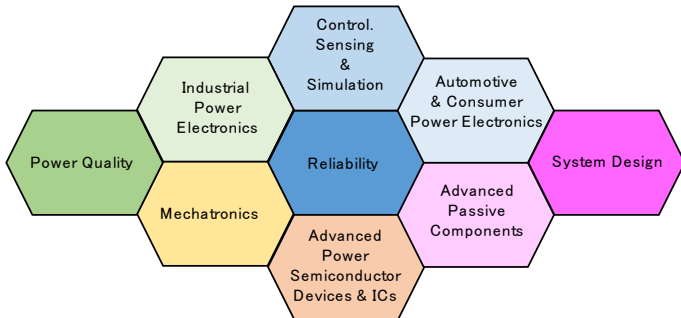 Control.
Sensing
&
Simulation
Industrial
Power
Electronics
Automotive
& Consumer
Power Electronics
Power Quality
Reliability
System Design
Mechatronics
Advanced
Passive
Components
Advanced
Power
Semiconductor
Devices & ICs